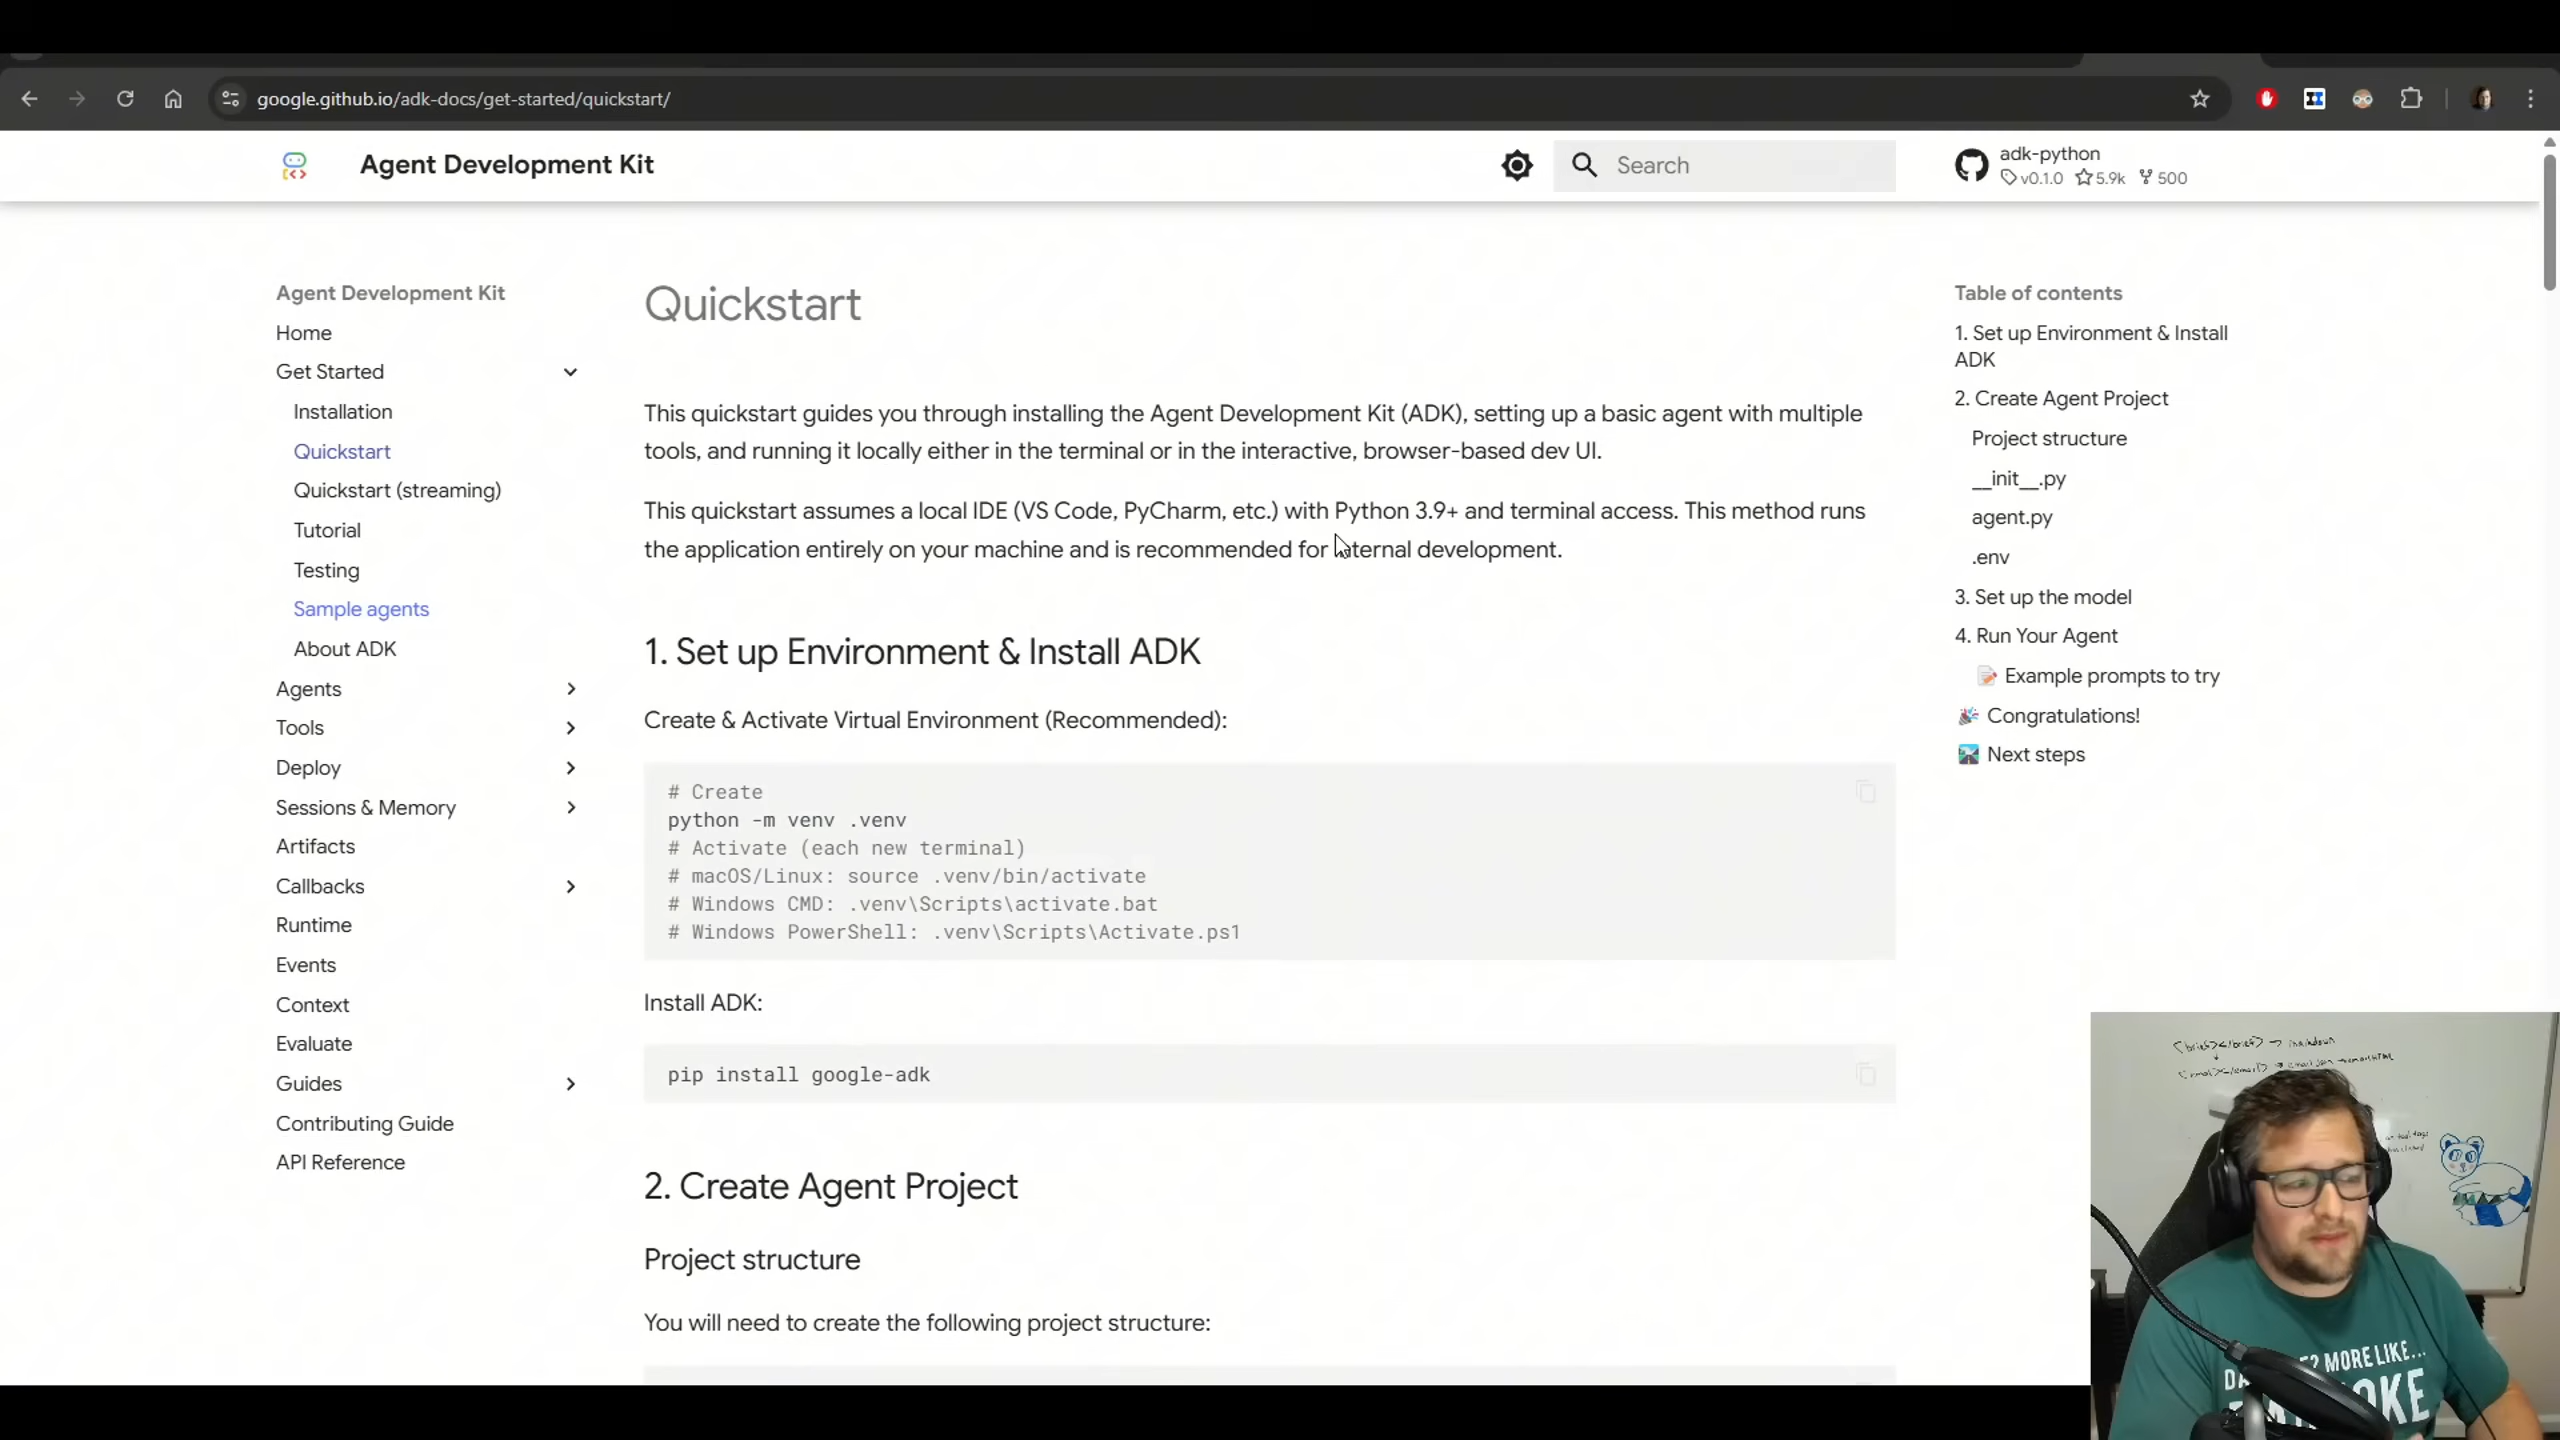 google.github.io/adk-docs/get-started/quickstart/
Agent Development Kit
Search
adk-python
v0.1.0 5.9k 500
Agent Development Kit
Home
Get Started
Installation
Quickstart
Quickstart (streaming)
Tutorial
Testing
Sample agents
About ADK
Agents
Tools
Deploy
Sessions & Memory
Artifacts
Callbacks
Runtime
Events
Context
Evaluate
Guides
Contributing Guide
API Reference
Quickstart
This quickstart guides you through installing the Agent Development Kit (ADK), setting up a basic agent with multiple
tools, and running it locally either in the terminal or in the interactive, browser-based dev UI.
This quickstart assumes a local IDE (VS Code, PyCharm, etc.) with Python 3.9+ and terminal access. This method runs
the application entirely on your machine and is recommended for internal development.
1. Set up Environment & Install ADK
Create & Activate Virtual Environment (Recommended):
# Create
python -m venv .venv
# Activate (each new terminal)
# macOS/Linux: source .venv/bin/activate
# Windows CMD: .venv\Scripts\activate.bat
# Windows PowerShell: .venv\Scripts\Activate.ps1
Install ADK:
pip install google-adk
2. Create Agent Project
Project structure
You will need to create the following project structure:
Table of contents
1. Set up Environment & Install
ADK
2. Create Agent Project
Project structure
__init__.py
agent.py
.env
3. Set up the model
4. Run Your Agent
📝 Example prompts to try
🎉 Congratulations!
🛣️ Next steps
<brief></brief> → markdown
? MORE LIKE...